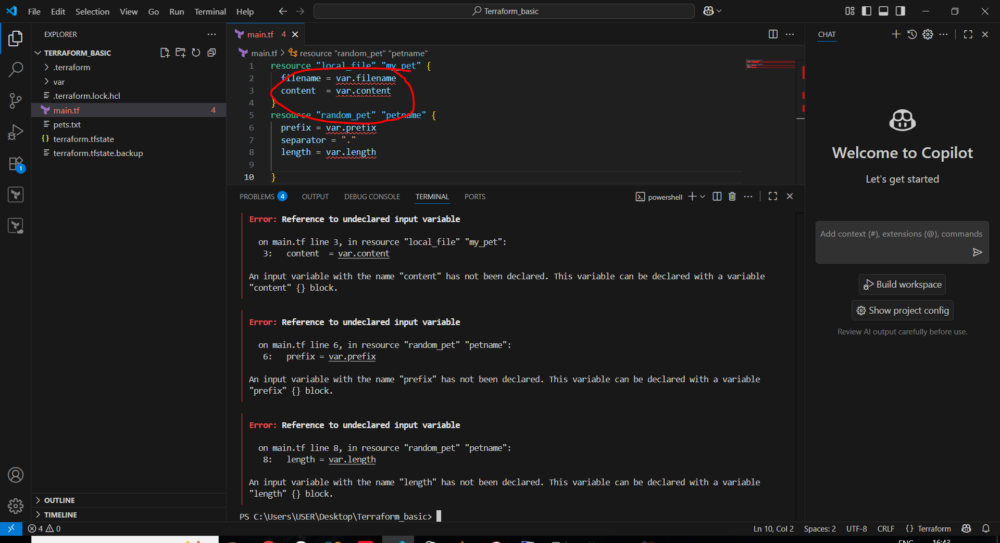 File Edit Selection View Go Run Terminal Help
Terraform_basic
EXPLORER
TERRAFORM_BASIC
.terraform
var
.terraform.lock.hcl
main.tf 4
pets.txt
terraform.tfstate
terraform.tfstate.backup
OUTLINE
TIMELINE
1
main.tf 4
main.tf > resource "random_pet" "petname"
1 resource "local_file" "my_pet" {
2 filename = var.filename
3 content = var.content
4 }
5 resource "random_pet" "petname" {
6 prefix = var.prefix
7 separator = "."
8 length = var.length
9
10 }
PROBLEMS 4 OUTPUT DEBUG CONSOLE TERMINAL PORTS
powershell
Error: Reference to undeclared input variable
on main.tf line 3, in resource "local_file" "my_pet":
3: content = var.content
An input variable with the name "content" has not been declared. This variable can be declared with a variable
"content" {} block.
Error: Reference to undeclared input variable
on main.tf line 6, in resource "random_pet" "petname":
6: prefix = var.prefix
An input variable with the name "prefix" has not been declared. This variable can be declared with a variable
"prefix" {} block.
Error: Reference to undeclared input variable
on main.tf line 8, in resource "random_pet" "petname":
8: length = var.length
An input variable with the name "length" has not been declared. This variable can be declared with a variable
"length" {} block.
PS C:\Users\USER\Desktop\Terraform_basic>
CHAT
Welcome to Copilot
Let's get started
Add context (#), extensions (@), commands
Build workspace
Show project config
Review AI output carefully before use.
4 0
Ln 10, Col 2 Spaces: 2 UTF-8 CRLF {} Terraform
ENG 16:43